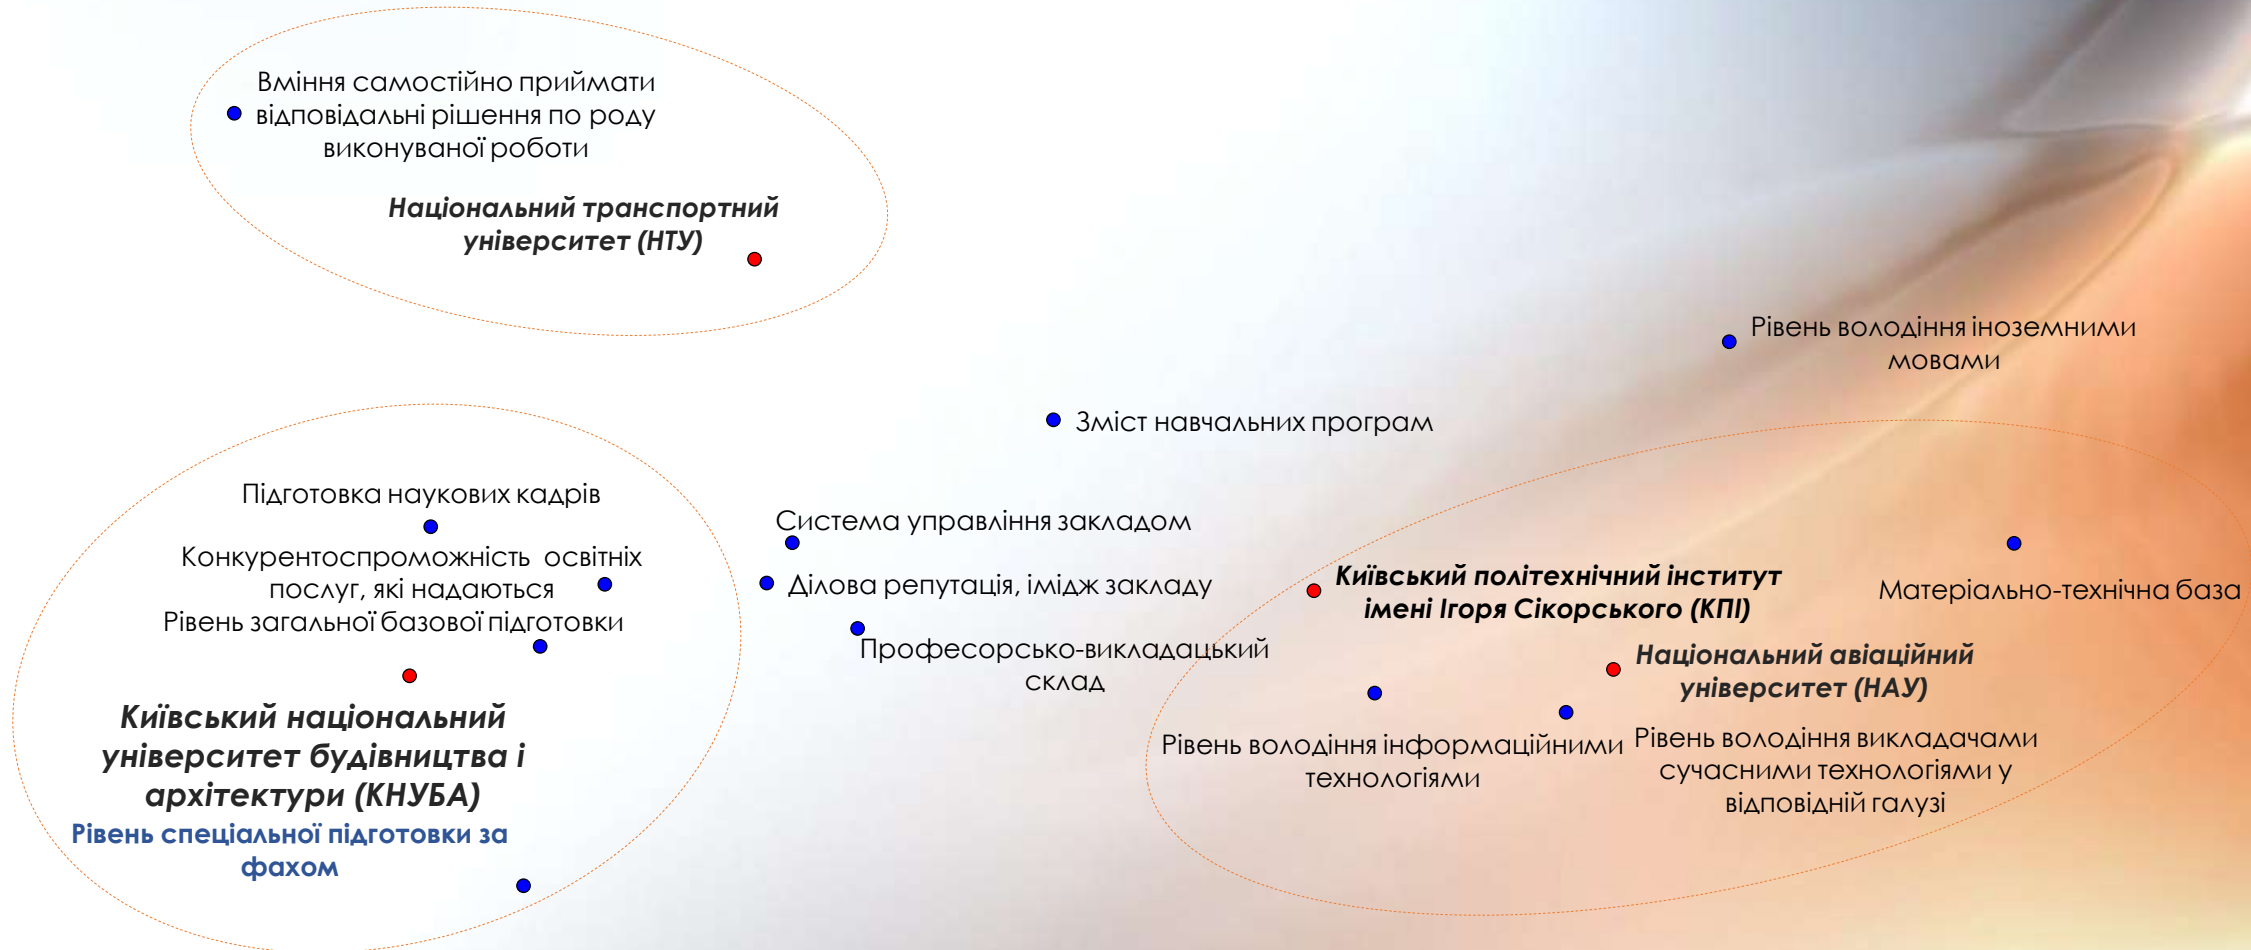 Вміння самостійно приймати
відповідальні рішення по роду
виконуваної роботи
Національний транспортний
університет (НТУ)
Рівень володіння іноземними
мовами
Зміст навчальних програм
Підготовка наукових кадрів
Конкурентоспроможність освітніх
послуг, які надаються
Рівень загальної базової підготовки
Київський національний
університет будівництва і
архітектури (КНУБА)
Рівень спеціальної підготовки за
фахом
Система управління закладом
Ділова репутація, імідж закладу
Професорсько-викладацький
склад
Київський політехнічний інститут
імені Ігоря Сікорського (КПІ)
Матеріально-технічна база
Національний авіаційний
університет (НАУ)
Рівень володіння інформаційними
технологіями
Рівень володіння викладачами
сучасними технологіями у
відповідній галузі